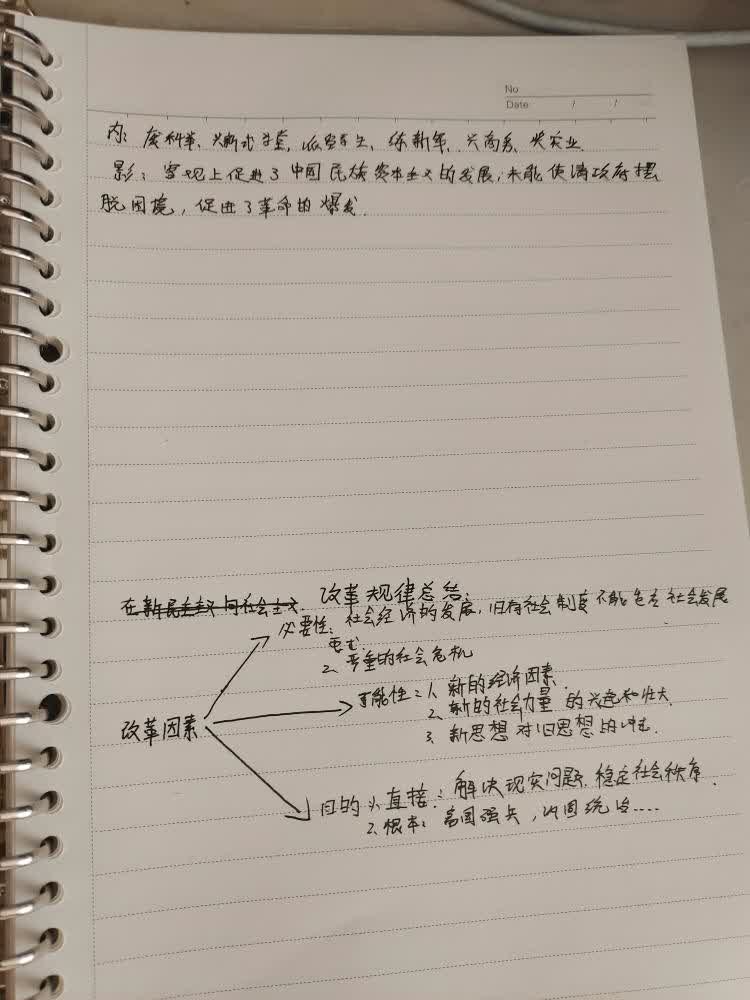 No
Date / /
内：废科举、兴新式学堂，派留学生，练新军、兴商务、奖实业
影：客观上促进了中国民族资本主义的发展，未能使清政府摆
脱困境，促进了革命的爆发.
在新民主主义向社会主义. 改革规律总结：
必要性：社会经济的发展，旧有社会制度不能包容社会发展
要求
2、严重的社会危机
可能性：1、新的经济因素.
2、新的社会力量的兴起和壮大
3、新思想对旧思想的冲击.
改革因素
目的 1、直接：解决现实问题，稳定社会秩序.
2、根本：富国强兵，巩固统治....